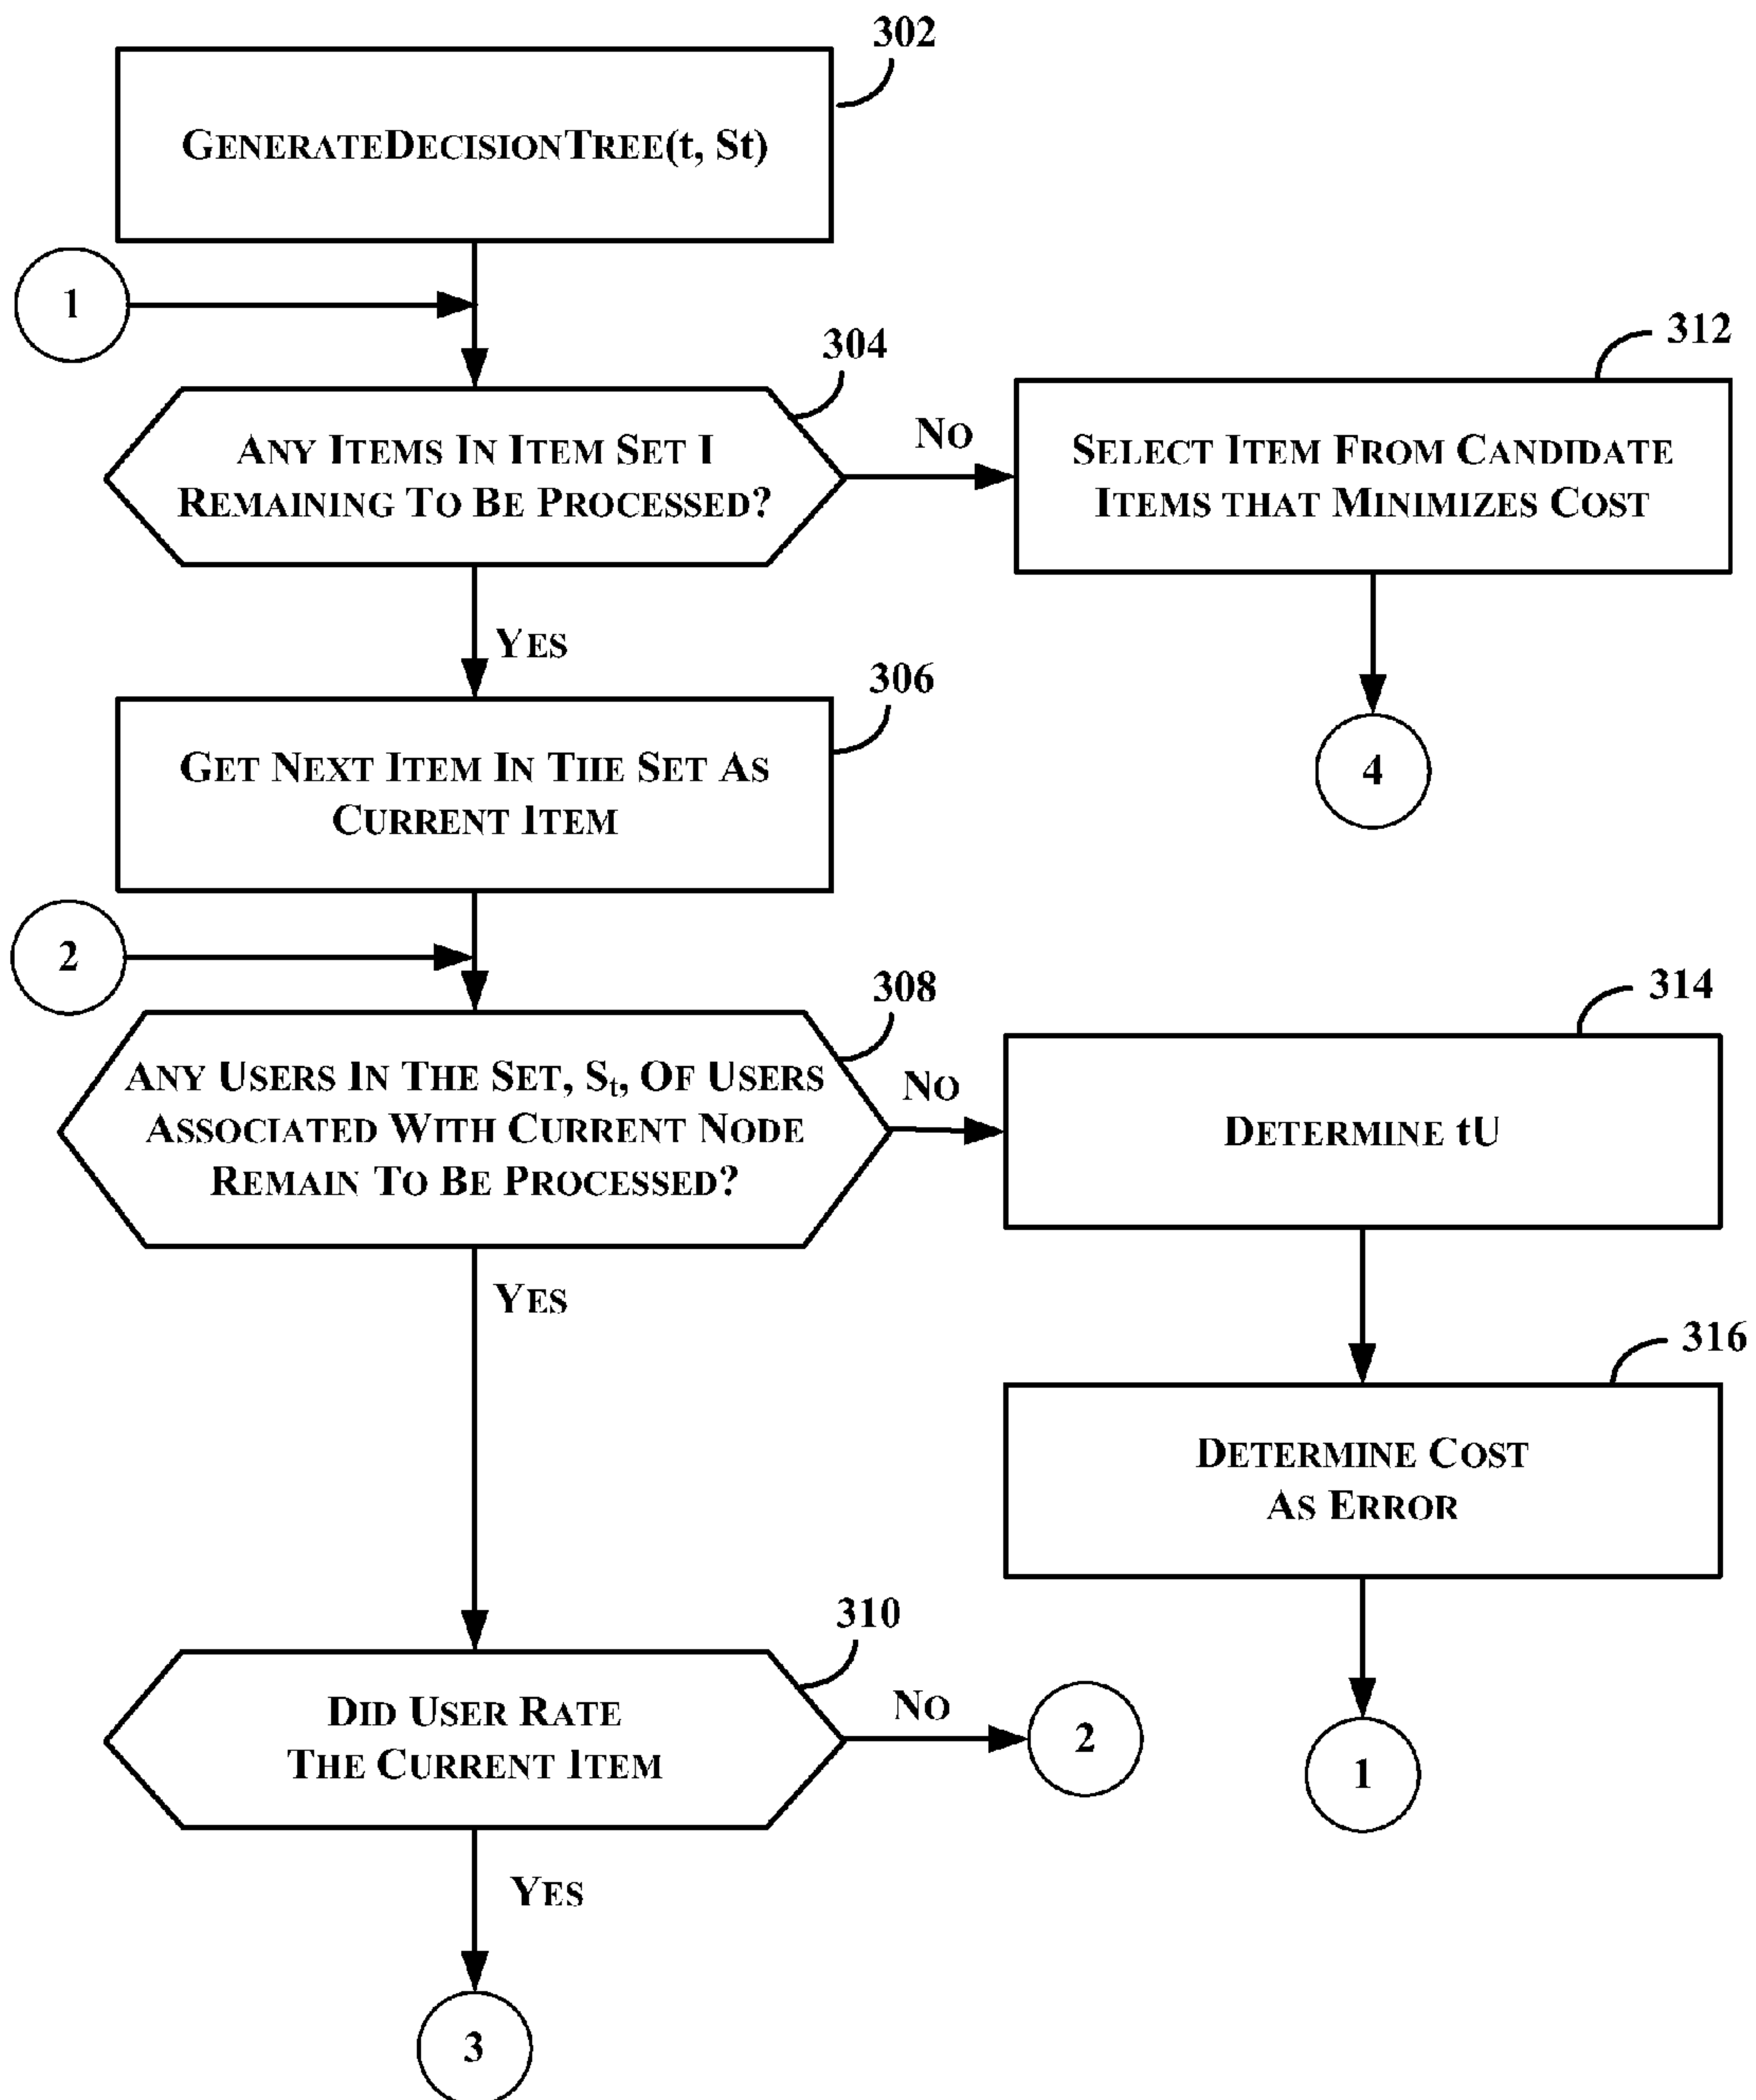 302
GENERATEDECISIONTREE(t, St)
1
304
ANY ITEMS IN ITEM SET I
REMAINING TO BE PROCESSED?
NO
312
SELECT ITEM FROM CANDIDATE
ITEMS THAT MINIMIZES COST
YES
4
306
GET NEXT ITEM IN THE SET AS
CURRENT ITEM
2
308
ANY USERS IN THE SET, St, OF USERS
ASSOCIATED WITH CURRENT NODE
REMAIN TO BE PROCESSED?
NO
314
DETERMINE tU
YES
316
DETERMINE COST
AS ERROR
310
DID USER RATE
THE CURRENT ITEM
NO
2
1
YES
3